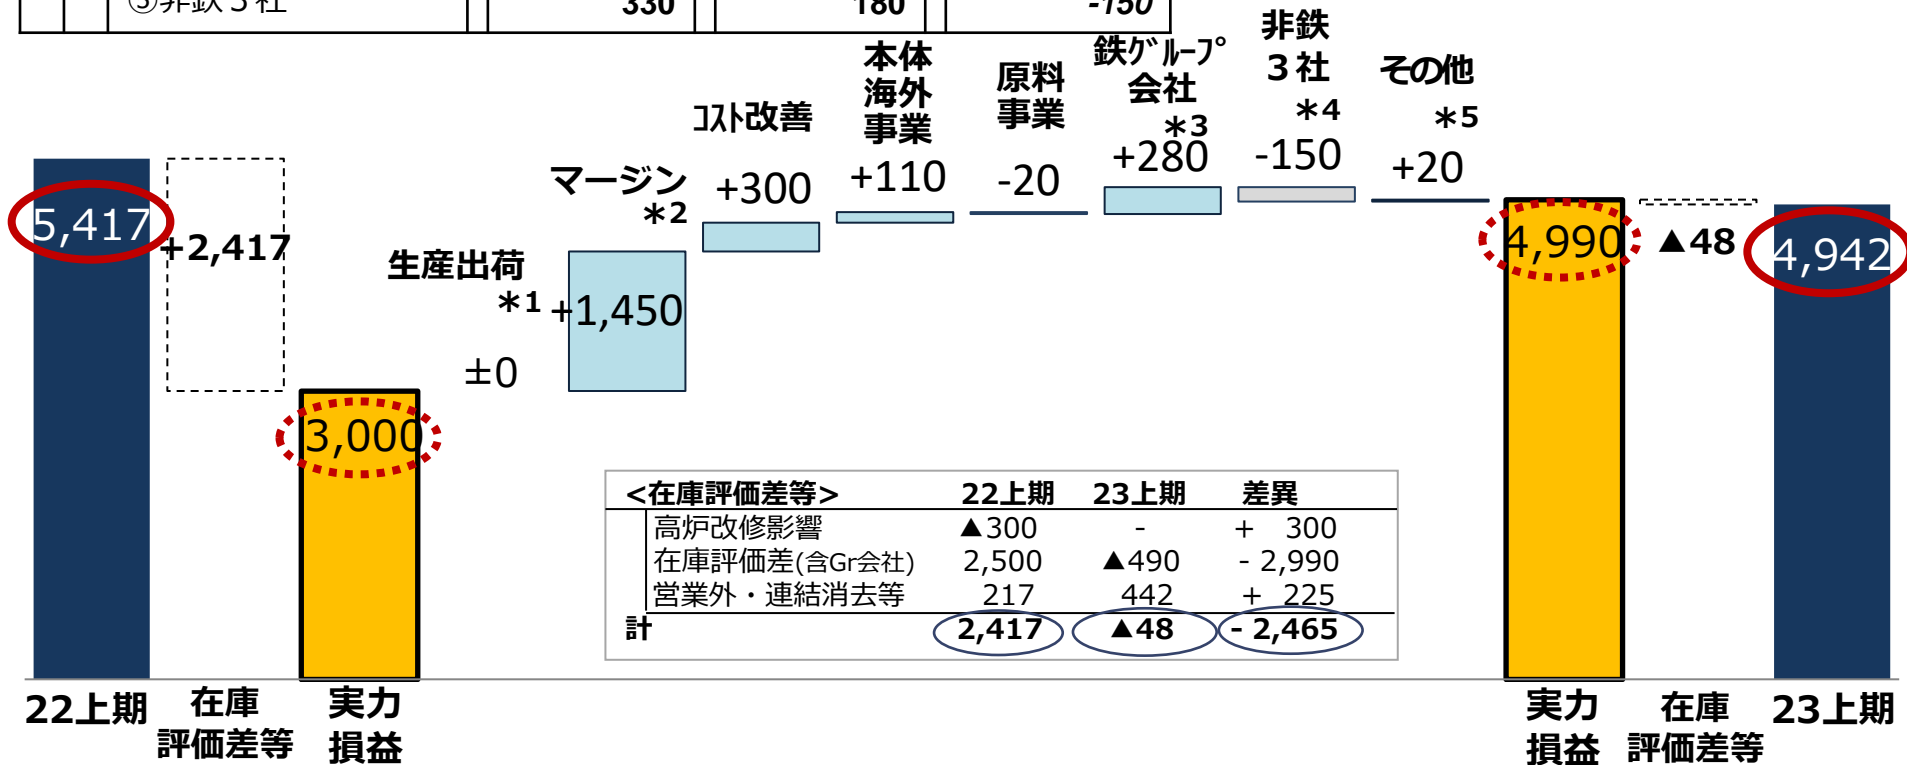 ③非鉄３社 330 180 -150
生産出荷
*1
±0
マージン
*2
+1,450
ｺｽﾄ改善
+300
本体
海外
事業
+110
原料
事業
-20
鉄ｸﾞﾙｰﾌﾟ
会社
*3
+280
非鉄
３社
*4
-150
その他
*5
+20
5,417
+2,417
3,000
4,990
▲48
4,942
<在庫評価差等> 22上期 23上期 差異
高炉改修影響 ▲300 - + 300
在庫評価差(含Gr会社) 2,500 ▲490 - 2,990
営業外・連結消去等 217 442 + 225
計 2,417 ▲48 - 2,465
22上期
在庫
評価差等
実力
損益
実力
損益
在庫
評価差等
23上期